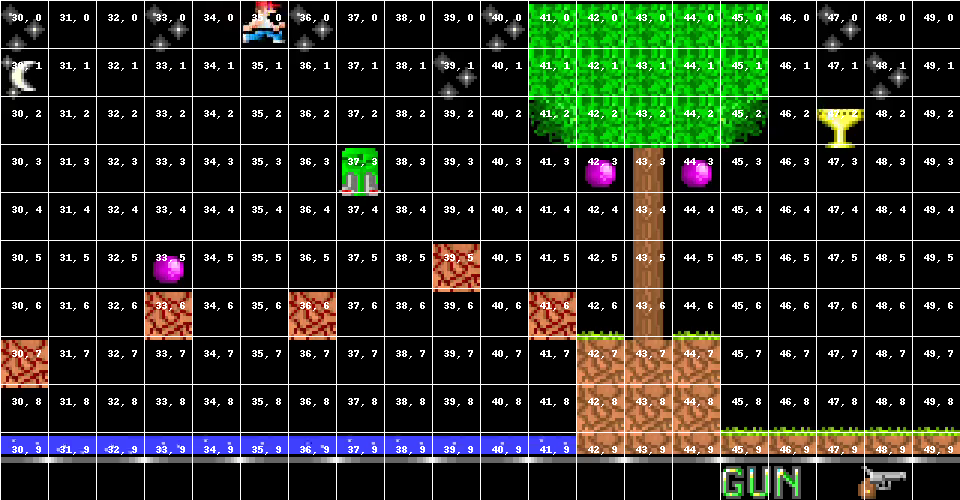 30, 0 31, 0 32, 0 33, 0 34, 0 35, 0 36, 0 37, 0 38, 0 39, 0 40, 0 41, 0 42, 0 43, 0 44, 0 45, 0 46, 0 47, 0 48, 0 49, 0
30, 1 31, 1 32, 1 33, 1 34, 1 35, 1 36, 1 37, 1 38, 1 39, 1 40, 1 41, 1 42, 1 43, 1 44, 1 45, 1 46, 1 47, 1 48, 1 49, 1
30, 2 31, 2 32, 2 33, 2 34, 2 35, 2 36, 2 37, 2 38, 2 39, 2 40, 2 41, 2 42, 2 43, 2 44, 2 45, 2 46, 2 48, 2 49, 2
30, 3 31, 3 32, 3 33, 3 34, 3 35, 3 36, 3 37, 3 38, 3 39, 3 40, 3 41, 3 42, 3 43, 3 44, 3 45, 3 46, 3 47, 3 48, 3 49, 3
30, 4 31, 4 32, 4 33, 4 34, 4 35, 4 36, 4 37, 4 38, 4 39, 4 40, 4 41, 4 42, 4 43, 4 44, 4 45, 4 46, 4 47, 4 48, 4 49, 4
30, 5 31, 5 32, 5 33, 5 34, 5 35, 5 36, 5 37, 5 38, 5 39, 5 40, 5 41, 5 42, 5 43, 5 44, 5 45, 5 46, 5 47, 5 48, 5 49, 5
30, 6 31, 6 32, 6 33, 6 34, 6 35, 6 36, 6 37, 6 38, 6 39, 6 40, 6 41, 6 42, 6 43, 6 44, 6 45, 6 46, 6 47, 6 48, 6 49, 6
30, 7 31, 7 32, 7 33, 7 34, 7 35, 7 36, 7 37, 7 38, 7 39, 7 40, 7 41, 7 42, 7 43, 7 44, 7 45, 7 46, 7 47, 7 48, 7 49, 7
30, 8 31, 8 32, 8 33, 8 34, 8 35, 8 36, 8 37, 8 38, 8 39, 8 40, 8 41, 8 42, 8 43, 8 44, 8 45, 8 46, 8 47, 8 48, 8 49, 8
30, 9 31, 9 32, 9 33, 9 34, 9 35, 9 36, 9 37, 9 38, 9 39, 9 40, 9 41, 9 42, 9 43, 9 44, 9 45, 9 46, 9 47, 9 48, 9 49, 9
GUN